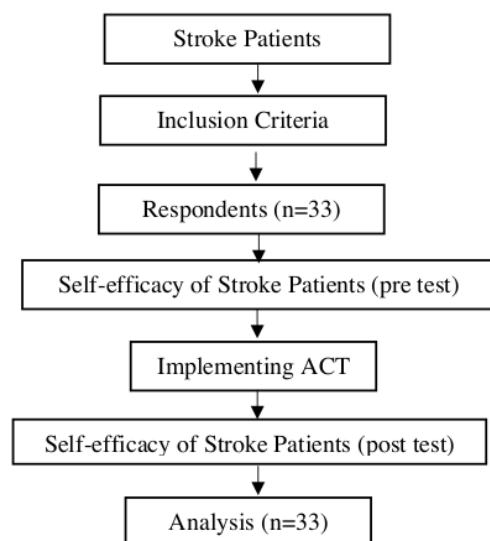 Stroke Patients
Inclusion Criteria
Respondents (n=33)
Self-efficacy of Stroke Patients (pre test)
Implementing ACT
Self-efficacy of Stroke Patients (post test)
Analysis (n=33)